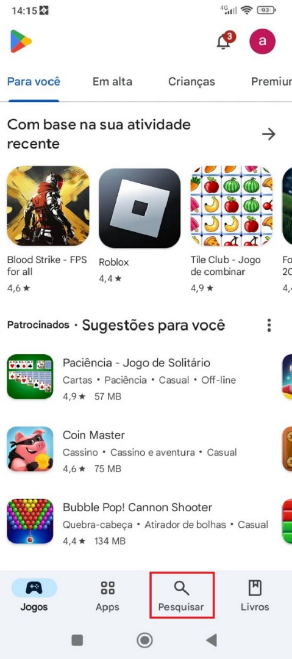 14:15
4G
3
a
Para você Em alta Crianças Premium
Com base na sua atividade
recente
Blood Strike - FPS
for all
4,6 ★
Roblox
4,4 ★
Tile Club - Jogo
de combinar
4,9 ★
Patrocinados • Sugestões para você
Paciência - Jogo de Solitário
Cartas • Paciência • Casual • Off-line
4,9 ★ 57 MB
Coin Master
Cassino • Cassino e aventura • Casual
4,6 ★ 75 MB
Bubble Pop! Cannon Shooter
Quebra-cabeça • Atirador de bolhas • Casual
4,4 ★ 134 MB
Jogos Apps Pesquisar Livros